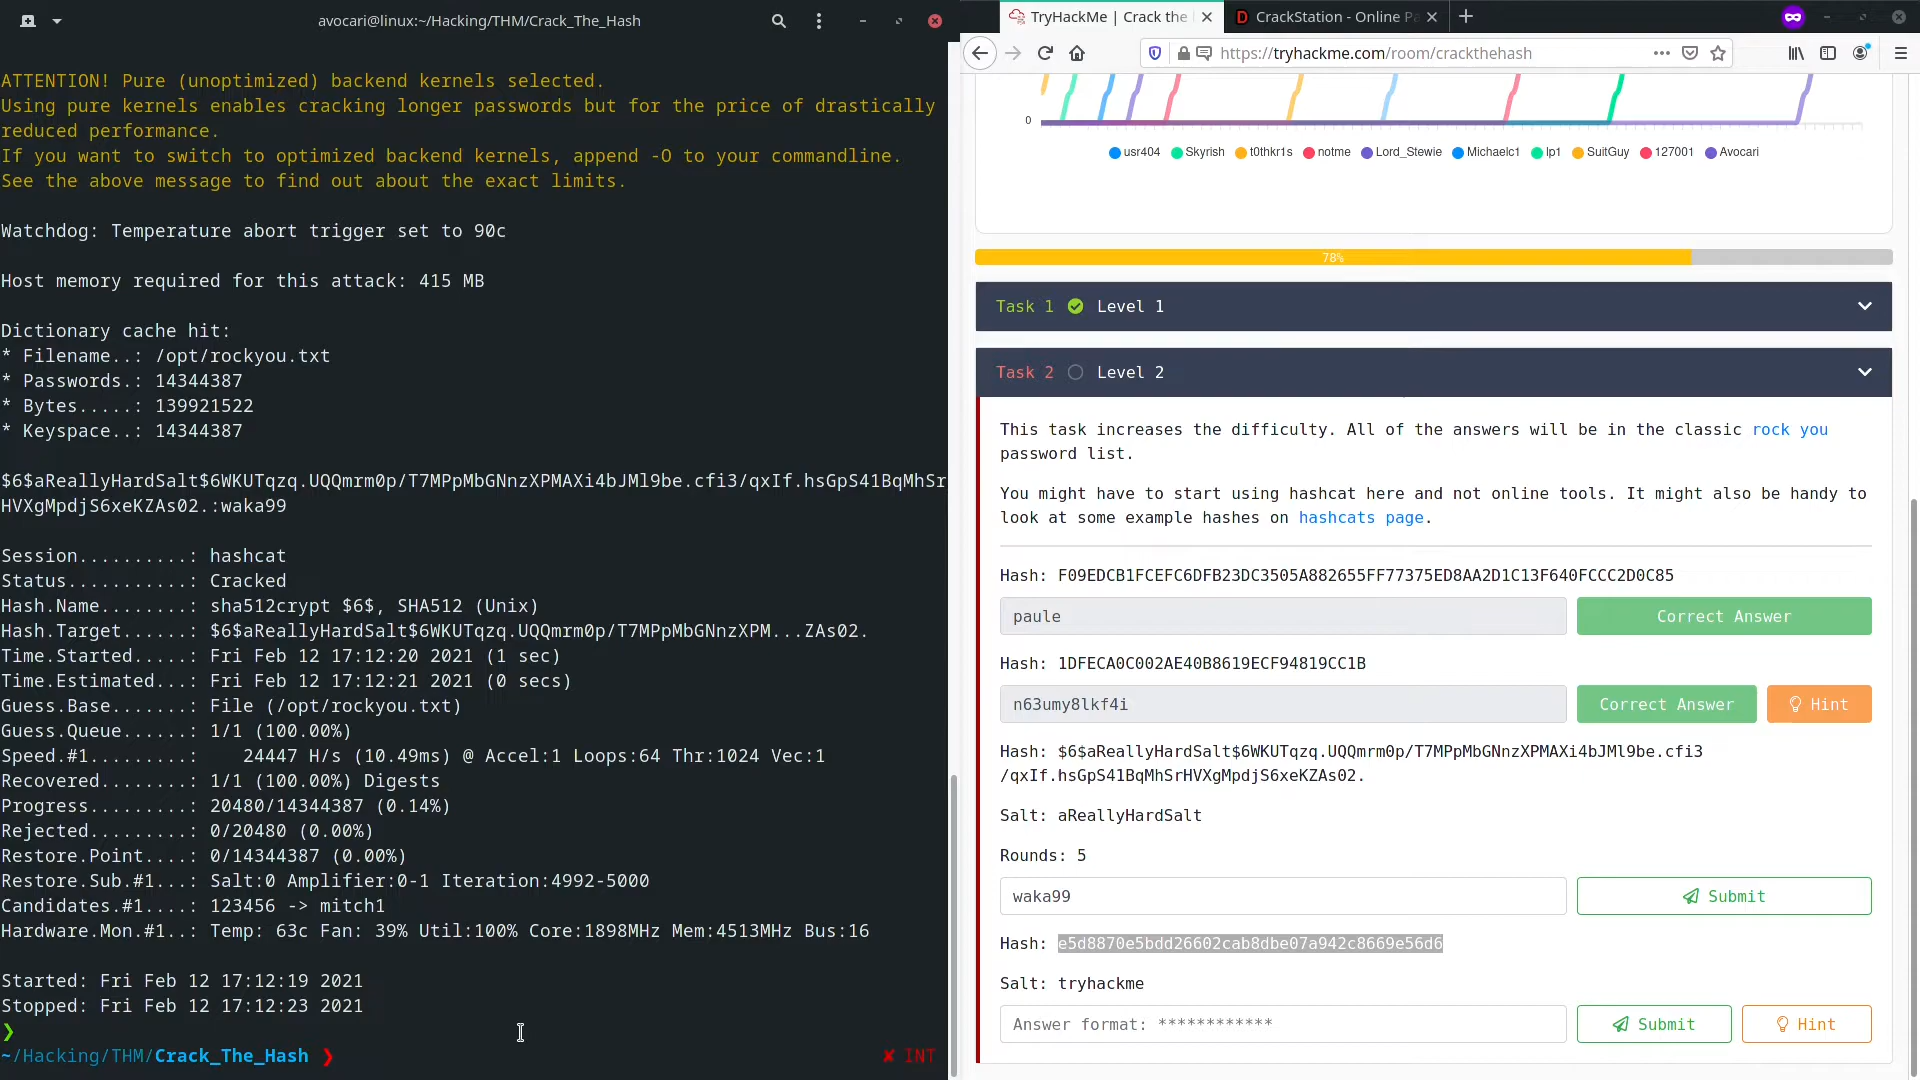 avocari@linux:~/Hacking/THM/Crack_The_Hash
ATTENTION! Pure (unoptimized) backend kernels selected.
Using pure kernels enables cracking longer passwords but for the price of drastically
reduced performance.
If you want to switch to optimized backend kernels, append -O to your commandline.
See the above message to find out about the exact limits.
Watchdog: Temperature abort trigger set to 90c
Host memory required for this attack: 415 MB
Dictionary cache hit:
* Filename..: /opt/rockyou.txt
* Passwords.: 14344387
* Bytes.....: 139921522
* Keyspace..: 14344387
$6$aReallyHardSalt$6WKUTqzq.UQQmrm0p/T7MPpMbGNnzXPMAXi4bJMl9be.cfi3/qxIf.hsGpS41BqMhSr
HVXgMpdjS6xeKZAs02.:waka99
Session..........: hashcat
Status...........: Cracked
Hash.Name........: sha512crypt $6$, SHA512 (Unix)
Hash.Target......: $6$aReallyHardSalt$6WKUTqzq.UQQmrm0p/T7MPpMbGNnzXPM...ZAs02.
Time.Started.....: Fri Feb 12 17:12:20 2021 (1 sec)
Time.Estimated...: Fri Feb 12 17:12:21 2021 (0 secs)
Guess.Base.......: File (/opt/rockyou.txt)
Guess.Queue......: 1/1 (100.00%)
Speed.#1.........:    24447 H/s (10.49ms) @ Accel:1 Loops:64 Thr:1024 Vec:1
Recovered........: 1/1 (100.00%) Digests
Progress.........: 20480/14344387 (0.14%)
Rejected.........: 0/20480 (0.00%)
Restore.Point....: 0/14344387 (0.00%)
Restore.Sub.#1...: Salt:0 Amplifier:0-1 Iteration:4992-5000
Candidates.#1....: 123456 -> mitch1
Hardware.Mon.#1..: Temp: 63c Fan: 39% Util:100% Core:1898MHz Mem:4513MHz Bus:16
Started: Fri Feb 12 17:12:19 2021
Stopped: Fri Feb 12 17:12:23 2021
❯
~/Hacking/THM/Crack_The_Hash ❯ ✘ INT
TryHackMe | Crack the
CrackStation - Online Pa
https://tryhackme.com/room/crackthehash
0
usr404 Skyrish t0thkr1s notme Lord_Stewie Michaelc1 lp1 SuitGuy 127001 Avocari
78%
Task 1 Level 1
Task 2 Level 2
This task increases the difficulty. All of the answers will be in the classic rock you
password list.
You might have to start using hashcat here and not online tools. It might also be handy to
look at some example hashes on hashcats page.
Hash: F09EDCB1FCEFC6DFB23DC3505A882655FF77375ED8AA2D1C13F640FCCC2D0C85
paule Correct Answer
Hash: 1DFECA0C002AE40B8619ECF94819CC1B
n63umy8lkf4i Correct Answer Hint
Hash: $6$aReallyHardSalt$6WKUTqzq.UQQmrm0p/T7MPpMbGNnzXPMAXi4bJMl9be.cfi3
/qxIf.hsGpS41BqMhSrHVXgMpdjS6xeKZAs02.
Salt: aReallyHardSalt
Rounds: 5
waka99 Submit
Hash: e5d8870e5bdd26602cab8dbe07a942c8669e56d6
Salt: tryhackme
Answer format: ************ Submit Hint